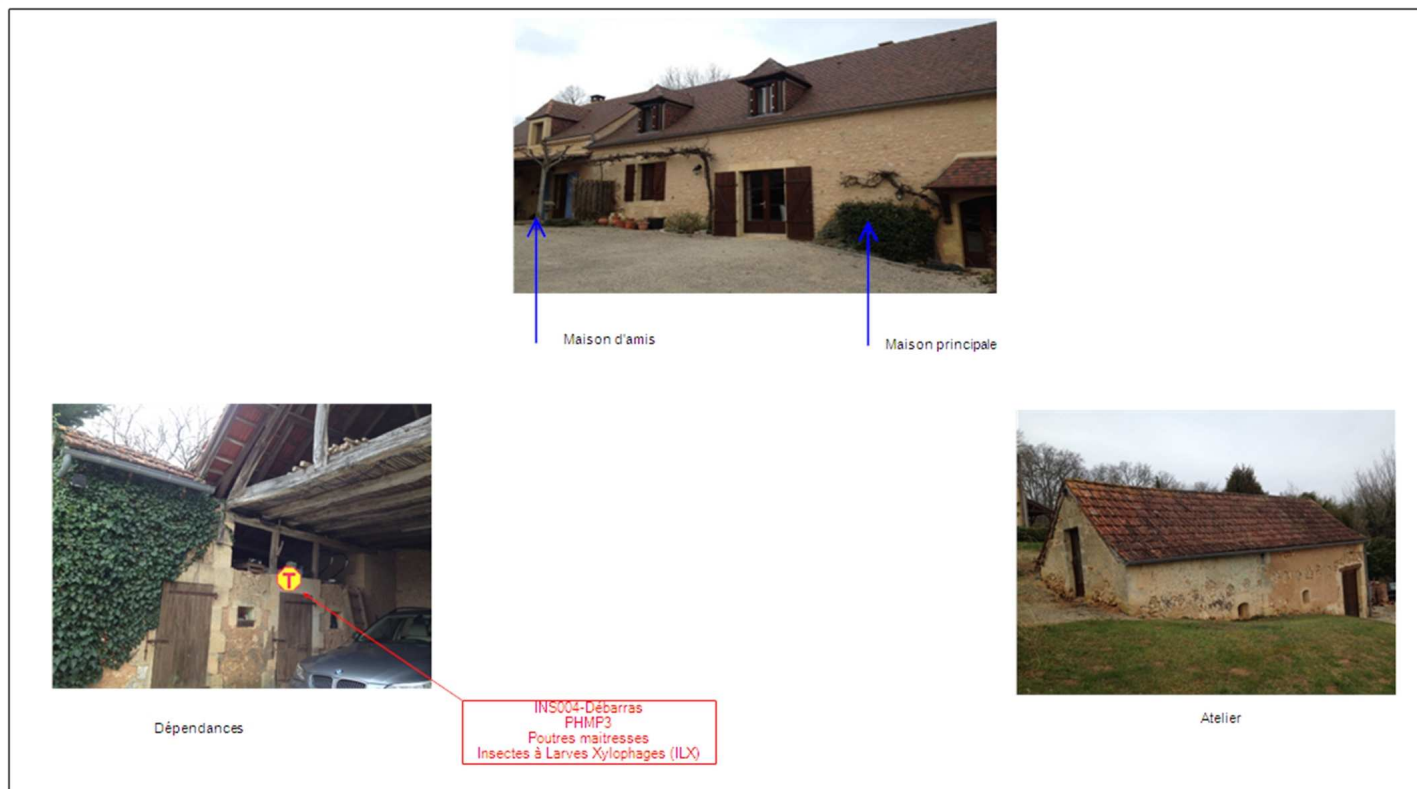 Maison d'amis
Maison principale
T
Dépendances
INS004-Débarras
PHMP3
Poutres maitresses
Insectes à Larves Xylophages (ILX)
Atelier